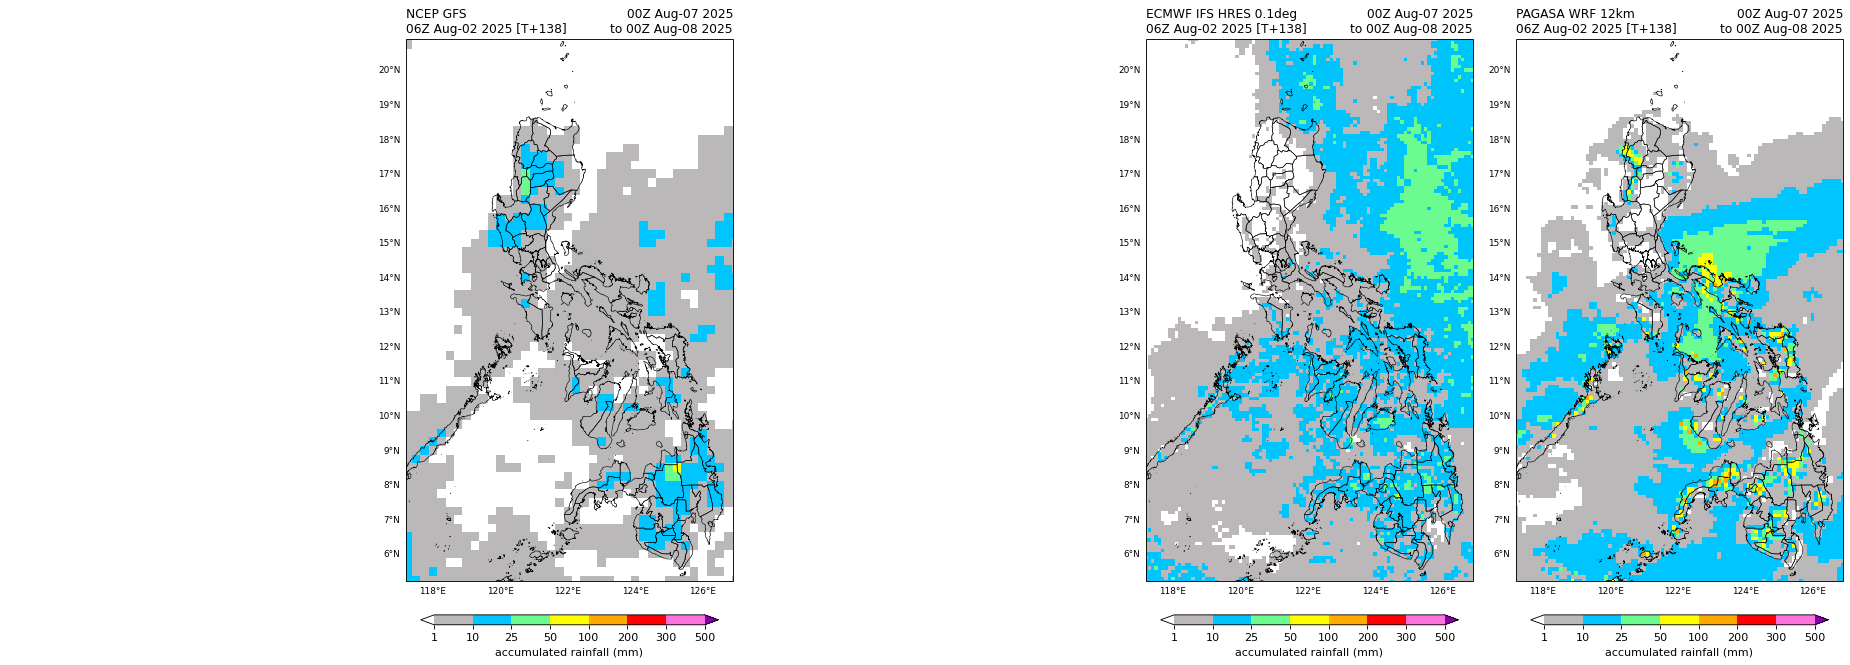 NCEP GFS 00Z Aug-07 2025
06Z Aug-02 2025 [T+138] to 00Z Aug-08 2025
20°N
19°N
18°N
17°N
16°N
15°N
14°N
13°N
12°N
11°N
10°N
9°N
8°N
7°N
6°N
118°E 120°E 122°E 124°E 126°E
1 10 25 50 100 200 300 500
accumulated rainfall (mm)
ECMWF IFS HRES 0.1deg 00Z Aug-07 2025
06Z Aug-02 2025 [T+138] to 00Z Aug-08 2025
20°N
19°N
18°N
17°N
16°N
15°N
14°N
13°N
12°N
11°N
10°N
9°N
8°N
7°N
6°N
118°E 120°E 122°E 124°E 126°E
1 10 25 50 100 200 300 500
accumulated rainfall (mm)
PAGASA WRF 12km 00Z Aug-07 2025
06Z Aug-02 2025 [T+138] to 00Z Aug-08 2025
20°N
19°N
18°N
17°N
16°N
15°N
14°N
13°N
12°N
11°N
10°N
9°N
8°N
7°N
6°N
118°E 120°E 122°E 124°E 126°E
1 10 25 50 100 200 300 500
accumulated rainfall (mm)